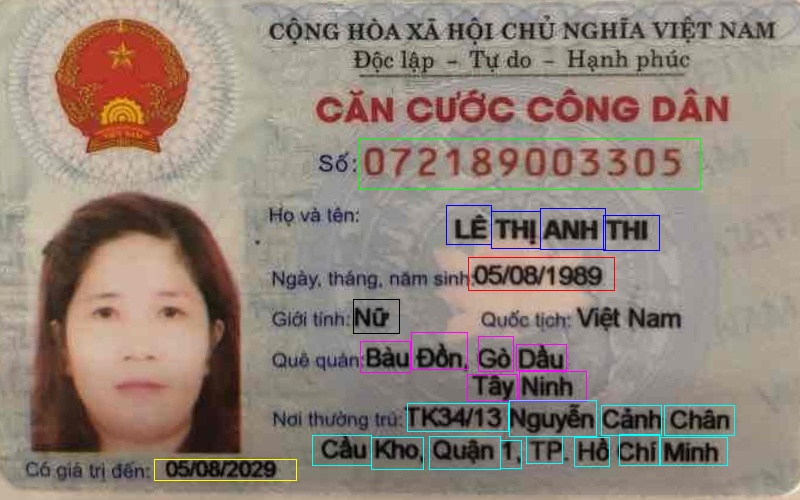 CỘNG HÒA XÃ HỘI CHỦ NGHĨA VIỆT NAM
Độc lập - Tự do - Hạnh phúc
CĂN CƯỚC CÔNG DÂN
Số: 072189003305
Họ và tên: LÊ THỊ ANH THI
Ngày, tháng, năm sinh: 05/08/1989
Giới tính: Nữ Quốc tịch: Việt Nam
Quê quán: Bàu Đồn, Gò Dầu
Tây Ninh
Nơi thường trú: TK34/13 Nguyễn Cảnh Chân
Cầu Kho, Quận 1, TP. Hồ Chí Minh
Có giá trị đến: 05/08/2029